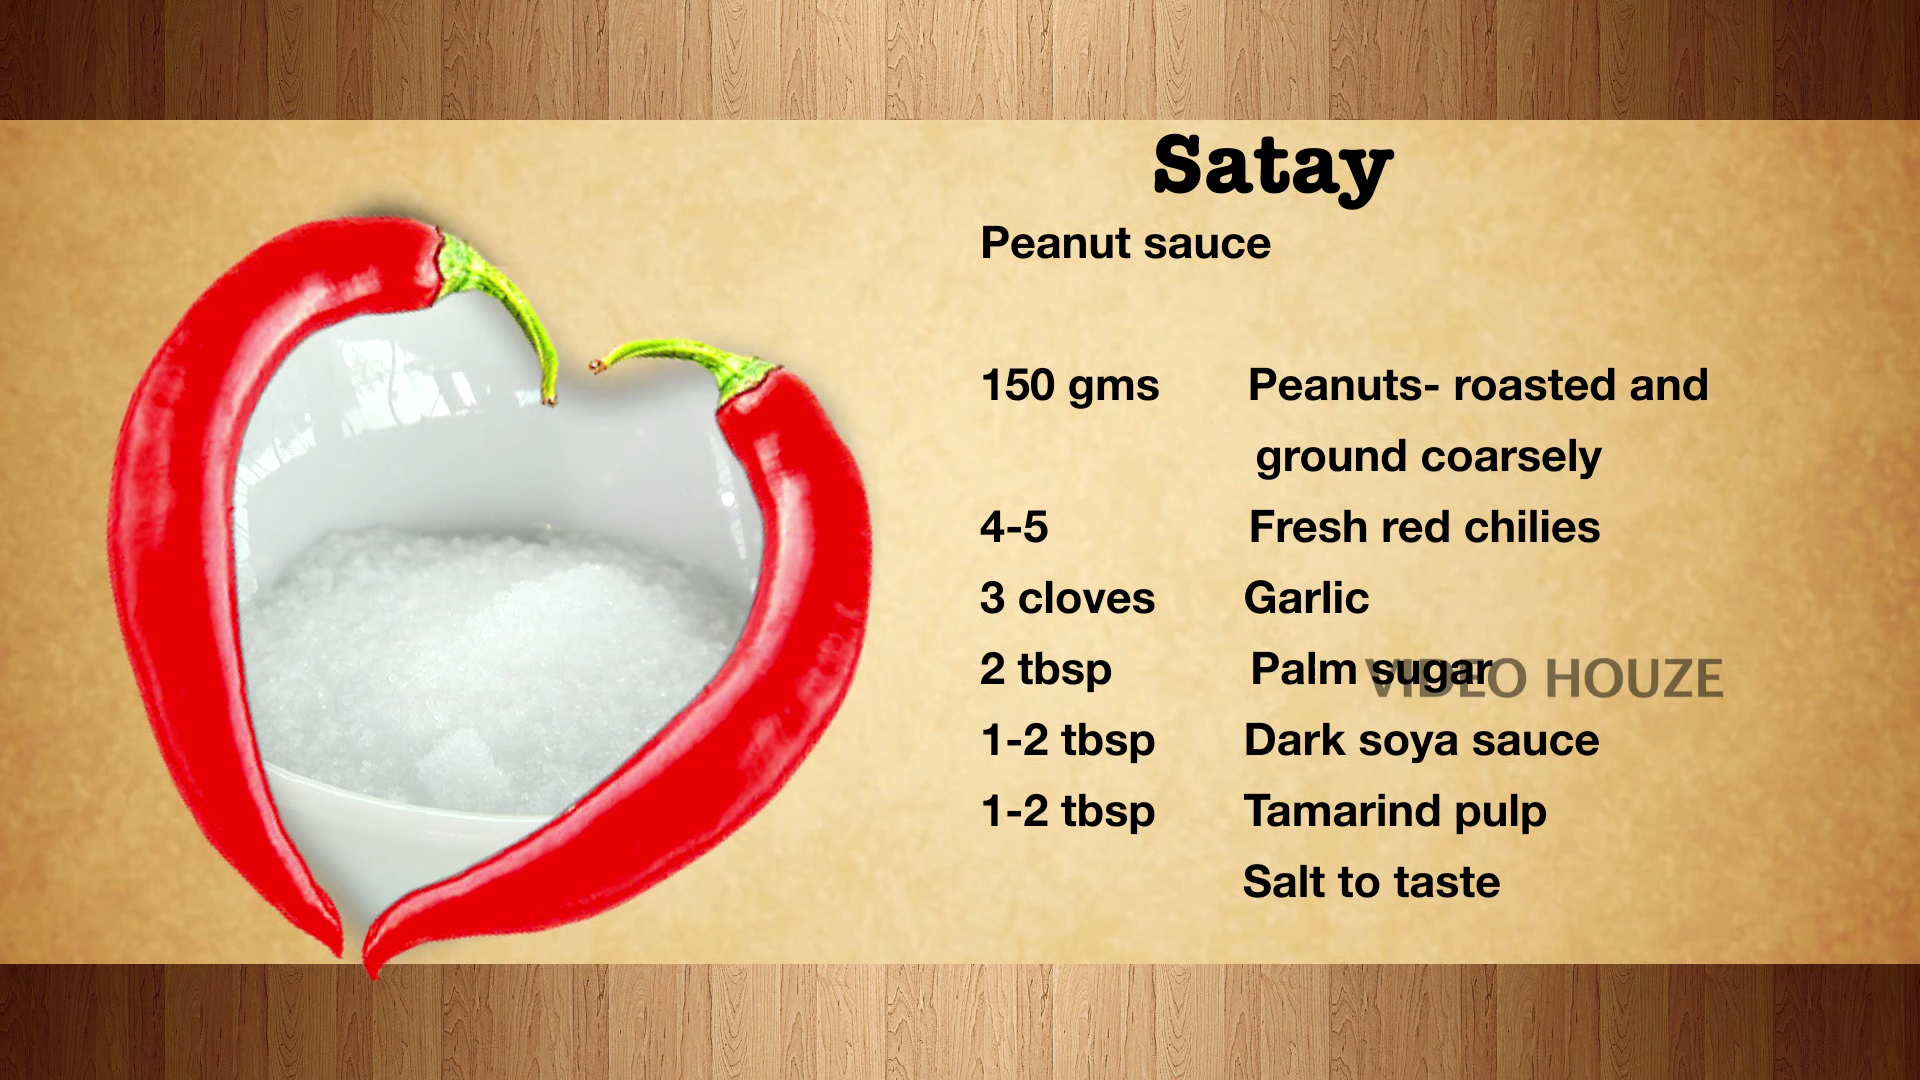 Satay
Peanut sauce
150 gms Peanuts- roasted and
ground coarsely
4-5 Fresh red chilies
3 cloves Garlic
2 tbsp Palm sugar
VIDEO HOUZE
1-2 tbsp Dark soya sauce
1-2 tbsp Tamarind pulp
Salt to taste